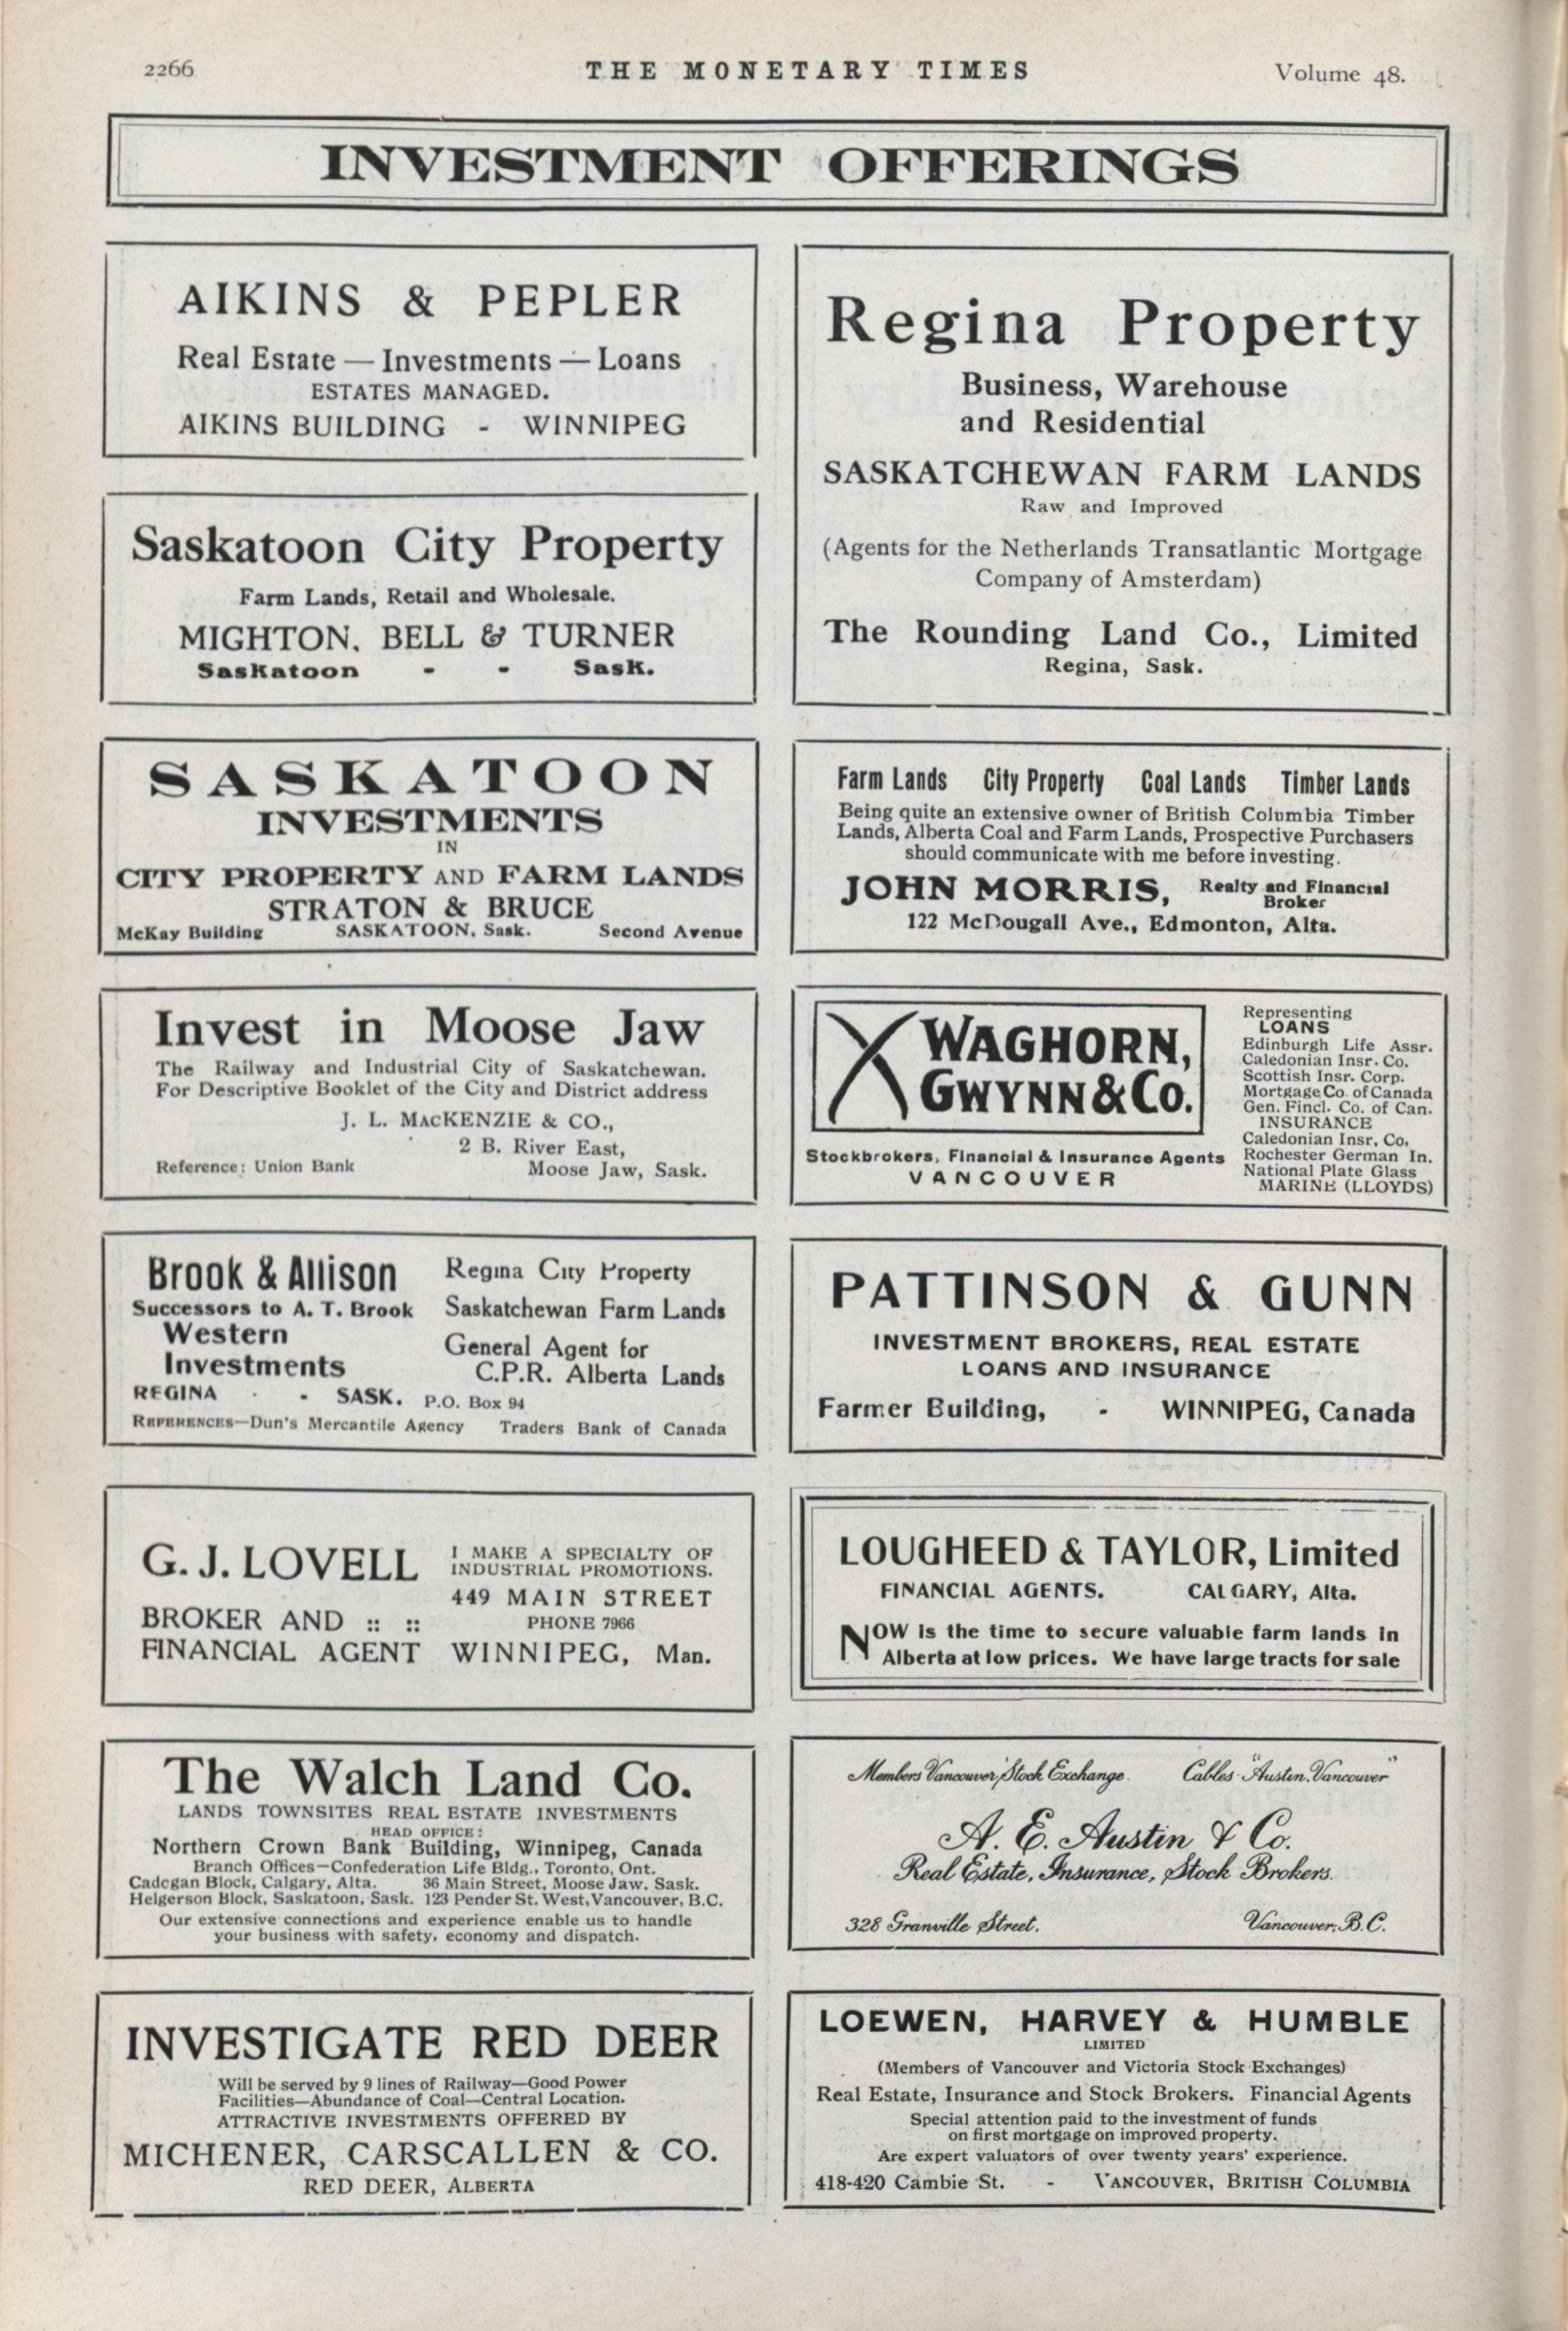 2266
THE MONETARY TIMES
Volume 48.
INVESTMENT OFFERINGS
AIKINS & PEPLER
Real Estate — Investments — Loans
ESTATES MANAGED.
AIKINS BUILDING - WINNIPEG
Saskatoon City Property
Farm Lands, Retail and Wholesale.
MIGHTON, BELL & TURNER
Saskatoon - - Sask.
SASKATOON
INVESTMENTS
IN
CITY PROPERTY AND FARM LANDS
STRATON & BRUCE
McKay Building SASKATOON, Sask. Second Avenue
Invest in Moose Jaw
The Railway and Industrial City of Saskatchewan.
For Descriptive Booklet of the City and District address
J. L. MACKENZIE & CO.,
2 B. River East,
Reference: Union Bank Moose Jaw, Sask.
Brook & Allison
Successors to A. T. Brook
Western
Investments
REGINA - - SASK. P.O. Box 94
Regina City Property
Saskatchewan Farm Lands
General Agent for
C.P.R. Alberta Lands
REFERENCES—Dun's Mercantile Agency Traders Bank of Canada
G. J. LOVELL
BROKER AND :: ::
FINANCIAL AGENT
I MAKE A SPECIALTY OF
INDUSTRIAL PROMOTIONS.
449 MAIN STREET
PHONE 7966
WINNIPEG, Man.
The Walch Land Co.
LANDS TOWNSITES REAL ESTATE INVESTMENTS
HEAD OFFICE:
Northern Crown Bank Building, Winnipeg, Canada
Branch Offices—Confederation Life Bldg., Toronto, Ont.
Cadogan Block, Calgary, Alta. 36 Main Street, Moose Jaw, Sask.
Helgerson Block, Saskatoon, Sask. 123 Pender St. West, Vancouver, B.C.
Our extensive connections and experience enable us to handle
your business with safety, economy and dispatch.
INVESTIGATE RED DEER
Will be served by 9 lines of Railway—Good Power
Facilities—Abundance of Coal—Central Location.
ATTRACTIVE INVESTMENTS OFFERED BY
MICHENER, CARSCALLEN & CO.
RED DEER, ALBERTA
Regina Property
Business, Warehouse
and Residential
SASKATCHEWAN FARM LANDS
Raw and Improved
(Agents for the Netherlands Transatlantic Mortgage
Company of Amsterdam)
The Rounding Land Co., Limited
Regina, Sask.
Farm Lands City Property Coal Lands Timber Lands
Being quite an extensive owner of British Columbia Timber
Lands, Alberta Coal and Farm Lands, Prospective Purchasers
should communicate with me before investing.
JOHN MORRIS, Realty and Financial
Broker
122 McDougall Ave., Edmonton, Alta.
WAGHORN,
GWYNN & Co.
Stockbrokers, Financial & Insurance Agents
VANCOUVER
Representing
LOANS
Edinburgh Life Assr.
Caledonian Insr. Co.
Scottish Insr. Corp.
Mortgage Co. of Canada
Gen. Fincl. Co. of Can.
INSURANCE
Caledonian Insr. Co.
Rochester German In.
National Plate Glass
MARINE (LLOYDS)
PATTINSON & GUNN
INVESTMENT BROKERS, REAL ESTATE
LOANS AND INSURANCE
Farmer Building, - WINNIPEG, Canada
LOUGHEED & TAYLOR, Limited
FINANCIAL AGENTS. CALGARY, Alta.
NOW is the time to secure valuable farm lands in
Alberta at low prices. We have large tracts for sale
Members Vancouver Stock Exchange. Cables "Austin, Vancouver"
A. E. Austin & Co.
Real Estate, Insurance, Stock Brokers.
328 Granville Street. Vancouver, B.C.
LOEWEN, HARVEY & HUMBLE
LIMITED
(Members of Vancouver and Victoria Stock Exchanges)
Real Estate, Insurance and Stock Brokers. Financial Agents
Special attention paid to the investment of funds
on first mortgage on improved property.
Are expert valuators of over twenty years' experience.
418-420 Cambie St. - VANCOUVER, BRITISH COLUMBIA